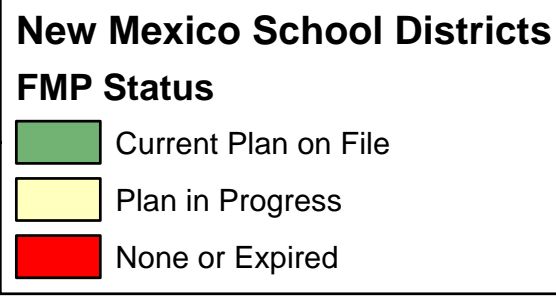 New Mexico School Districts
FMP Status
Current Plan on File
Plan in Progress
None or Expired